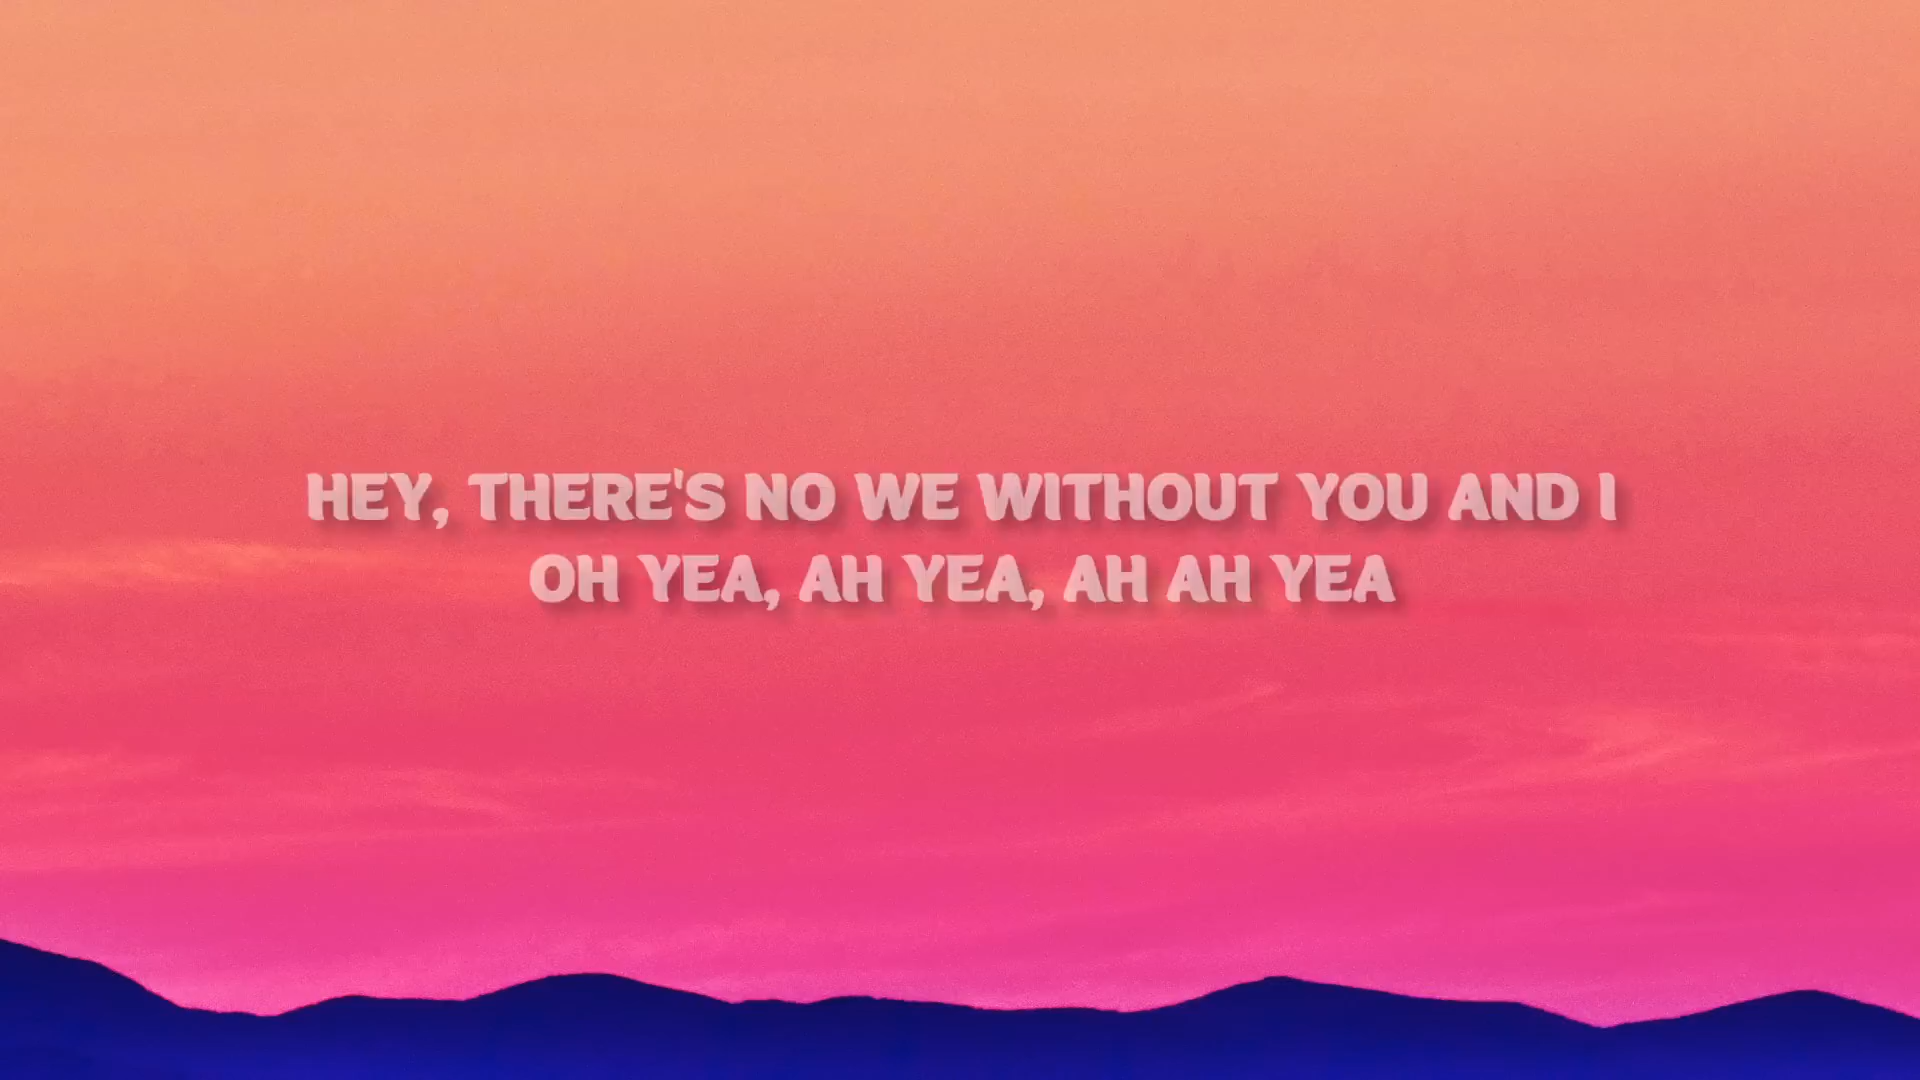 HEY, THERE'S NO WE WITHOUT YOU AND I
OH YEA, AH YEA, AH AH YEA